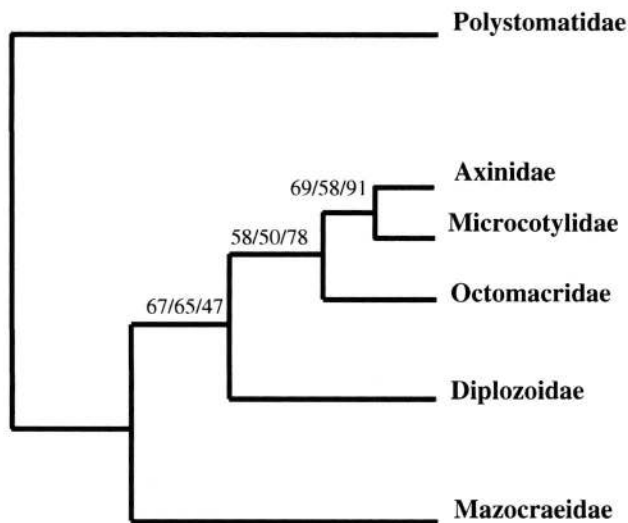 Polystomatidae
Axinidae
69/58/91
Microcotylidae
58/50/78
Octomacridae
67/65/47
Diplozoidae
Mazocraeidae